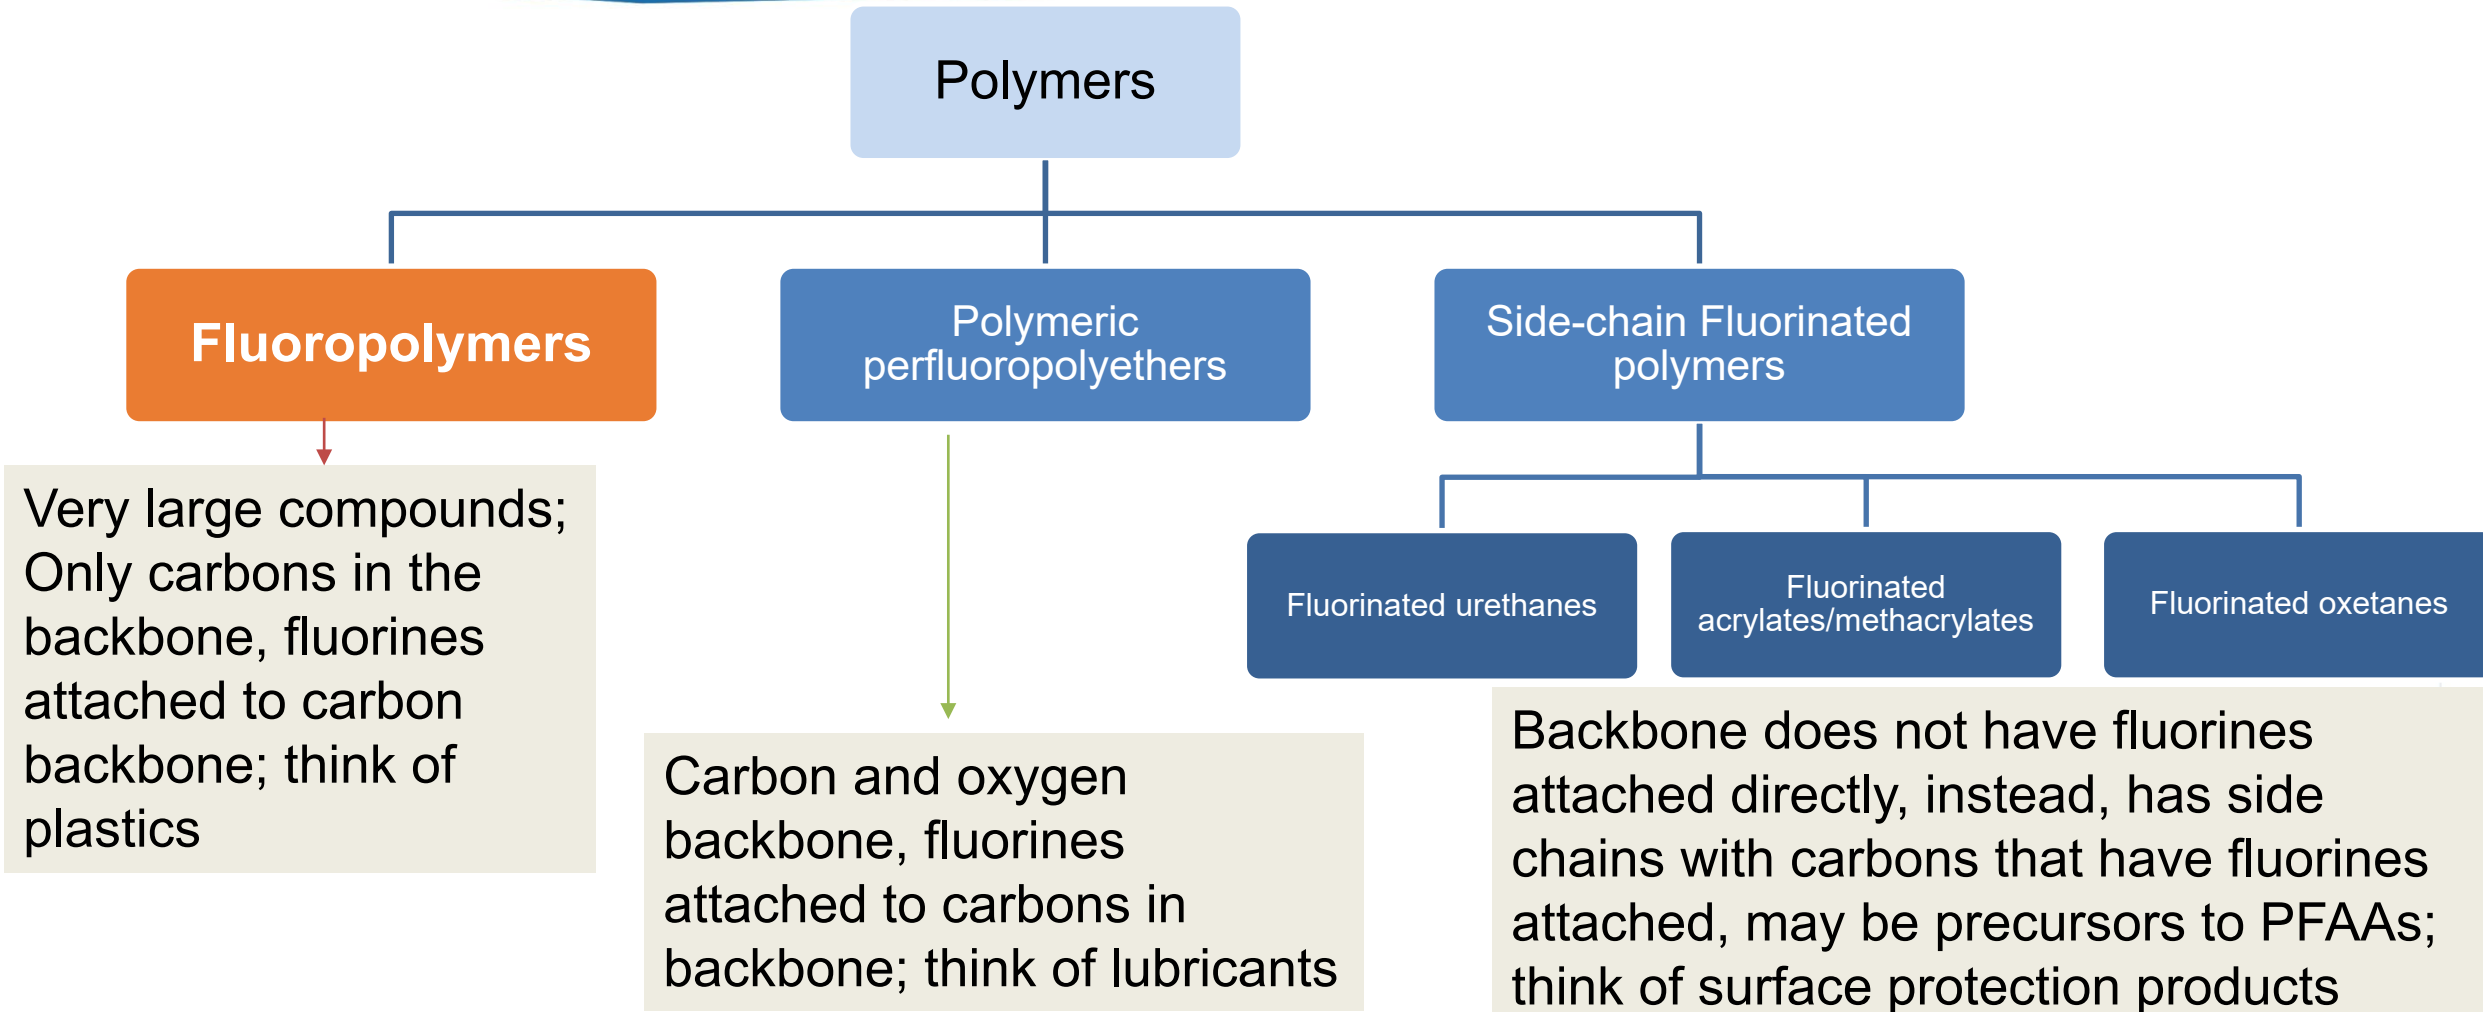 Polymers
Fluoropolymers
Polymeric
perfluoropolyethers
Side-chain Fluorinated
polymers
Very large compounds;
Only carbons in the
backbone, fluorines
attached to carbon
backbone; think of
plastics
Carbon and oxygen
backbone, fluorines
attached to carbons in
backbone; think of lubricants
Fluorinated urethanes
Fluorinated
acrylates/methacrylates
Fluorinated oxetanes
Backbone does not have fluorines
attached directly, instead, has side
chains with carbons that have fluorines
attached, may be precursors to PFAAs;
think of surface protection products